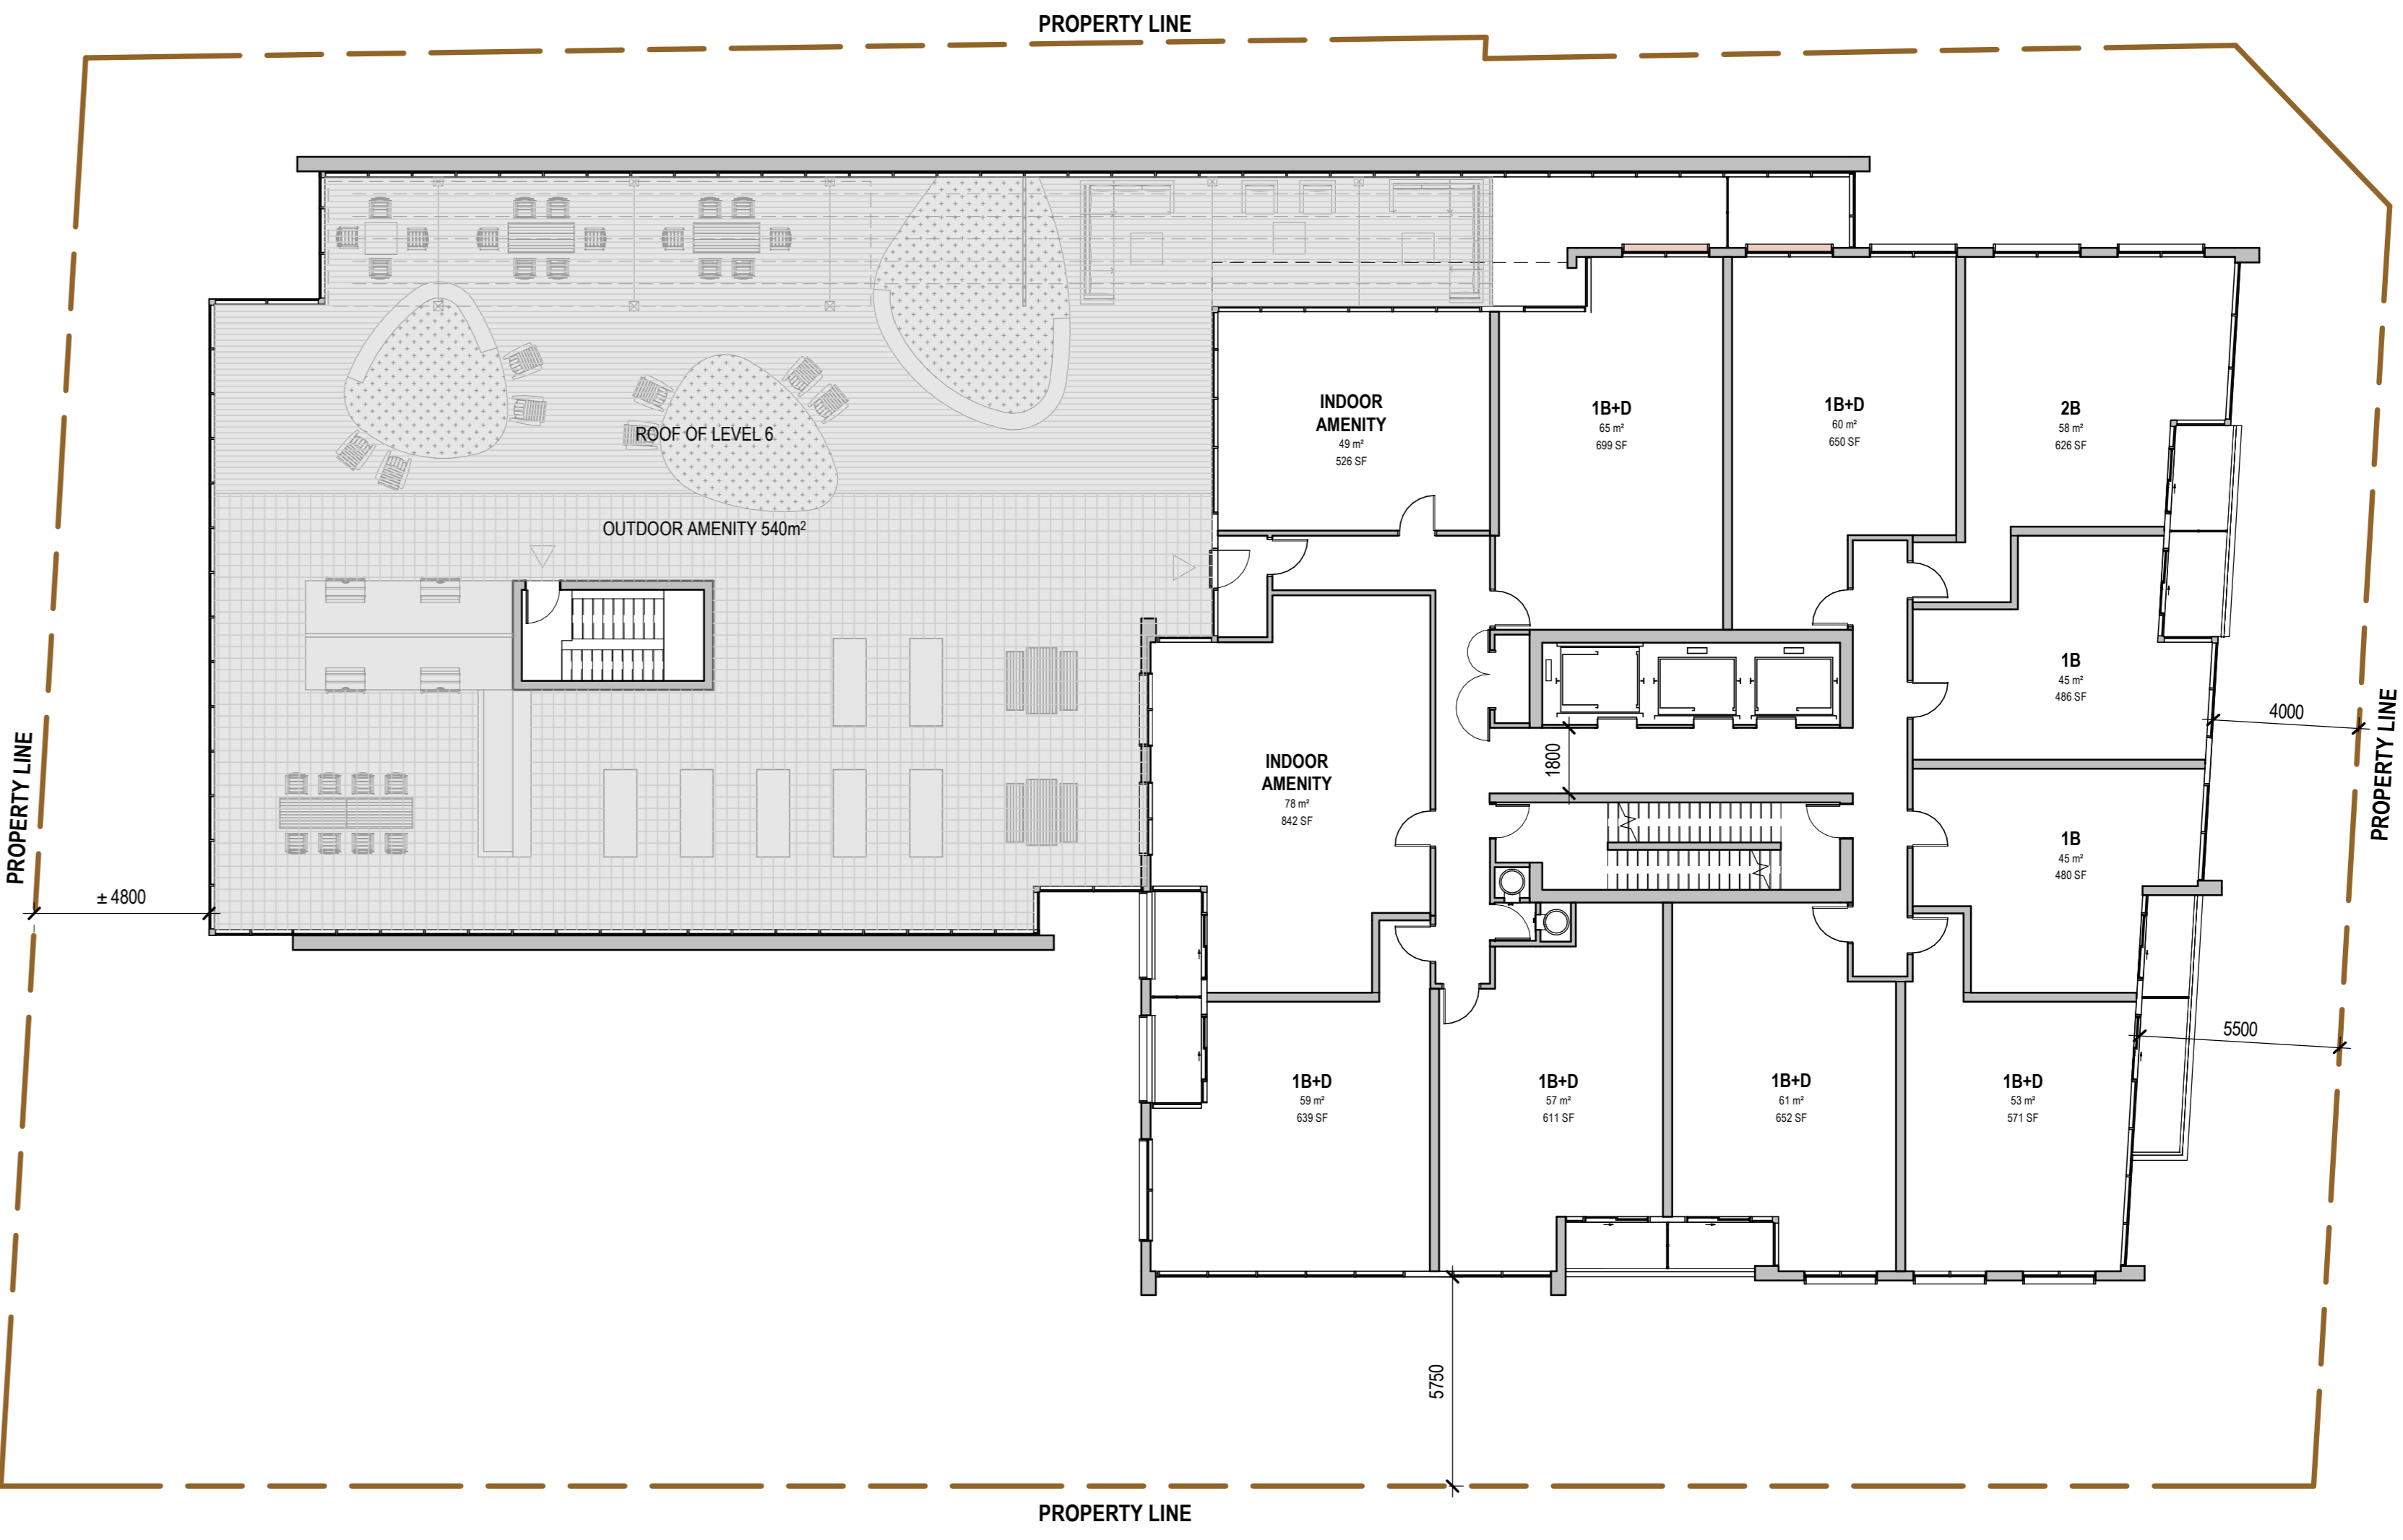 PROPERTY LINE
INDOOR
AMENITY
49 m²
526 SF
1B+D
65 m²
699 SF
1B+D
60 m²
650 SF
2B
58 m²
626 SF
ROOF OF LEVEL 6
OUTDOOR AMENITY 540m²
1B
45 m²
486 SF
4000
PROPERTY LINE
PROPERTY LINE
1800
INDOOR
AMENITY
78 m²
842 SF
1B
45 m²
480 SF
± 4800
5500
1B+D
59 m²
639 SF
1B+D
57 m²
611 SF
1B+D
61 m²
652 SF
1B+D
53 m²
571 SF
5750
PROPERTY LINE